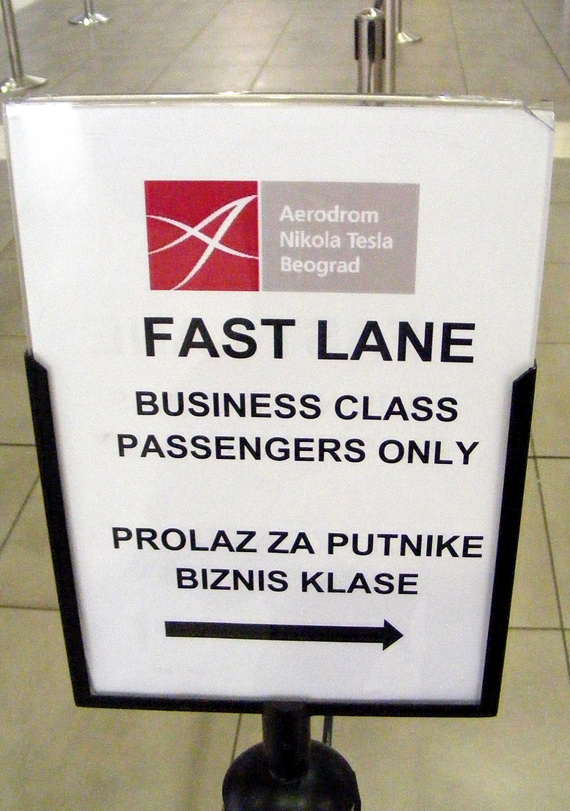 Aerodrom
Nikola Tesla
Beograd
FAST LANE
BUSINESS CLASS
PASSENGERS ONLY
PROLAZ ZA PUTNIKE
BIZNIS KLASE